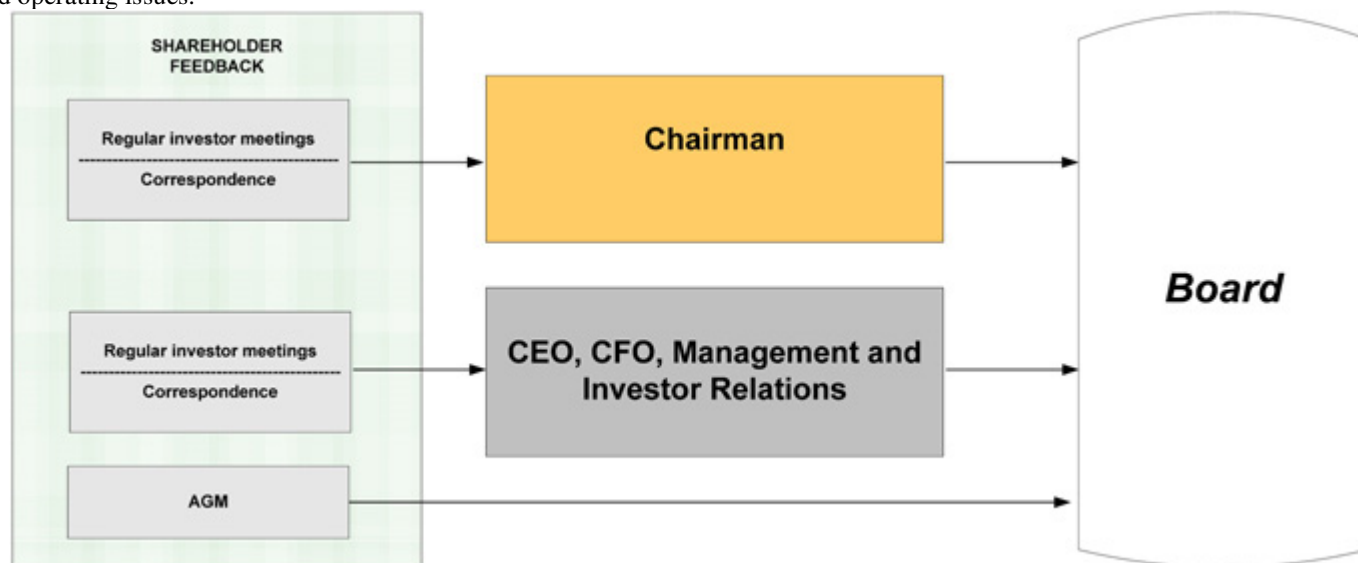 d operating issues.
SHAREHOLDER
FEEDBACK
Regular investor meetings
Correspondence
Chairman
Regular investor meetings
Correspondence
CEO, CFO, Management and
Investor Relations
AGM
Board